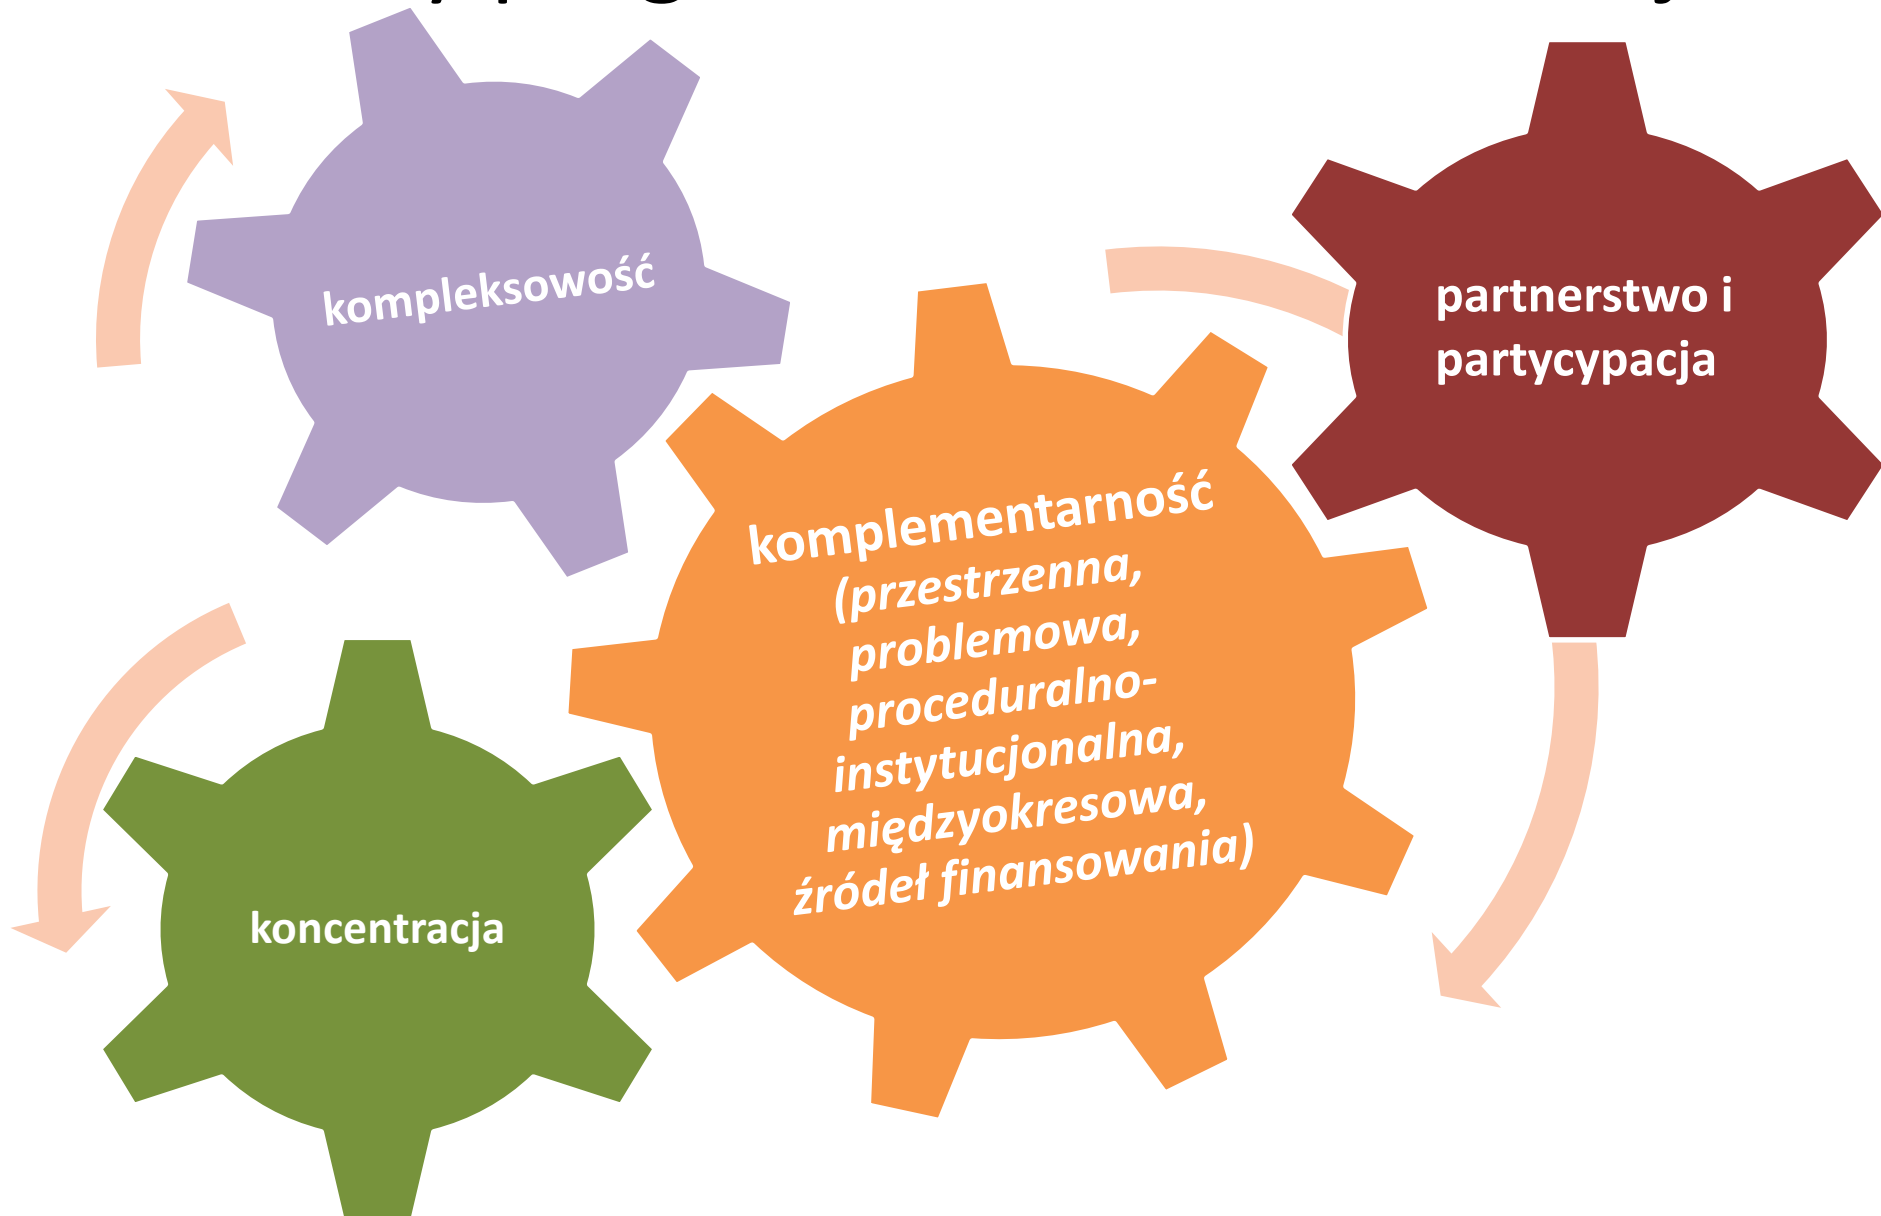 kompleksowość
partnerstwo i
partycypacja
komplementarność
(przestrzenna,
problemowa,
proceduralno-
instytucjonalna,
międzyokresowa,
źródeł finansowania)
koncentracja